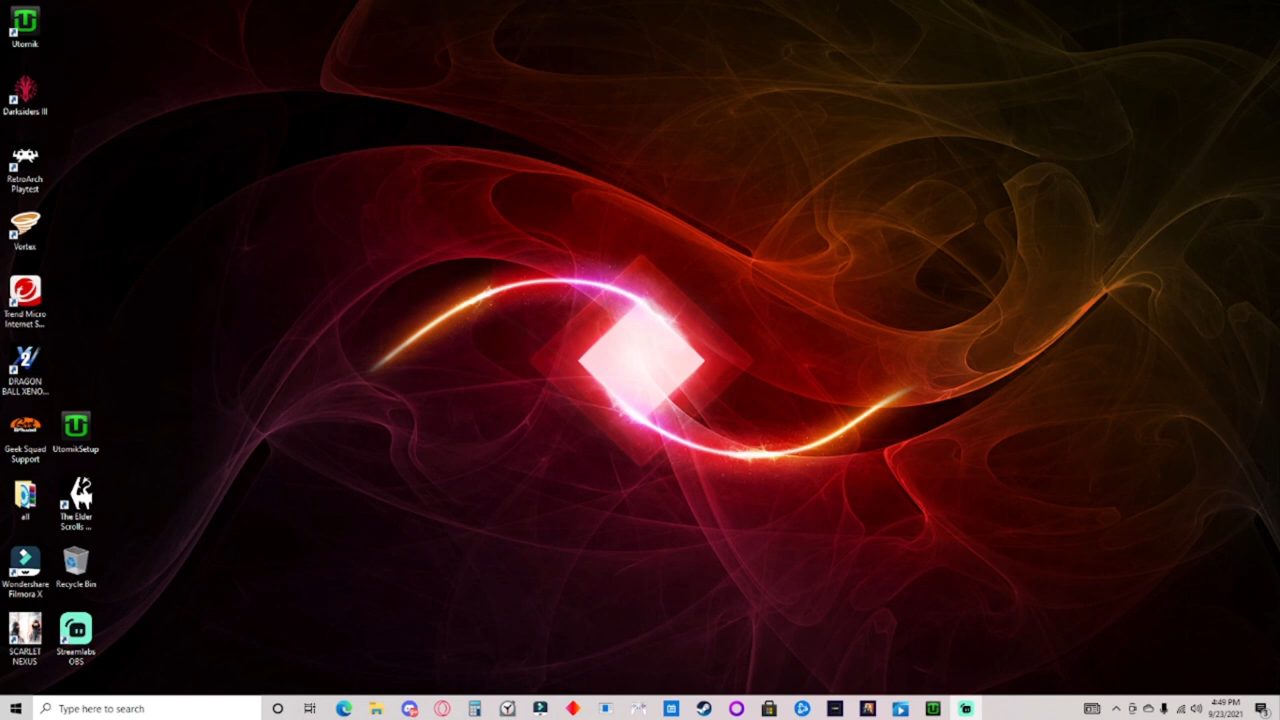 Utomik
Darksiders III
RetroArch
Playtest
Vortex
Trend Micro
Internet S...
DRAGON
BALL XENO...
Geek Squad
Support
UtomikSetup
all
The Elder
Scrolls ...
Wondershare
Filmora X
Recycle Bin
SCARLET
NEXUS
Streamlabs
OBS
Type here to search
4:49 PM
9/23/2021